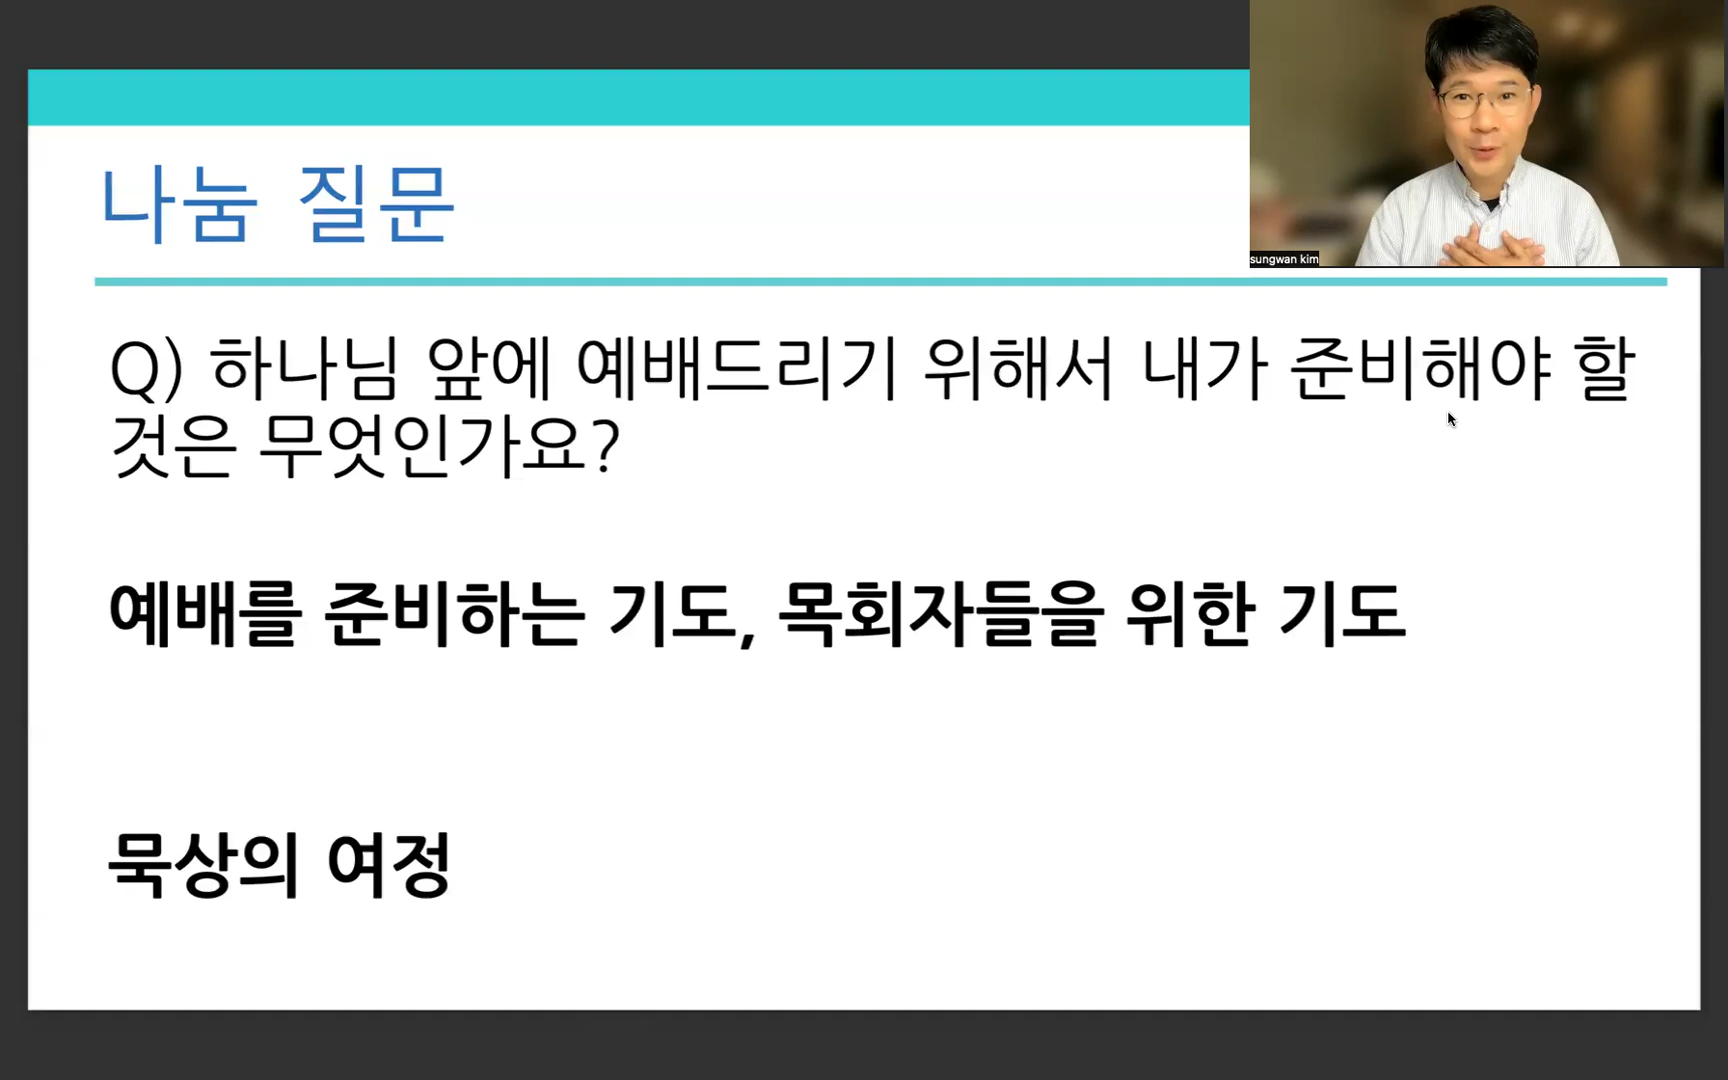 sungwan kim
나눔 질문
Q) 하나님 앞에 예배드리기 위해서 내가 준비해야 할
것은 무엇인가요?
예배를 준비하는 기도, 목회자들을 위한 기도
묵상의 여정